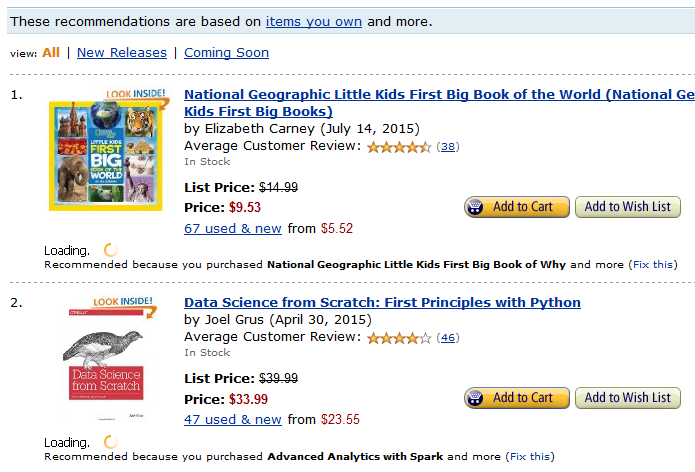 These recommendations are based on items you own and more.
view: All | New Releases | Coming Soon
1.
LOOK INSIDE!
NATIONAL GEOGRAPHIC
LITTLE KIDS
FIRST
BIG
BOOK OF THE
WORLD
National Geographic Little Kids First Big Book of the World (National Ge
Kids First Big Books)
by Elizabeth Carney (July 14, 2015)
Average Customer Review: (38)
In Stock
List Price: $14.99
Price: $9.53
Add to Cart
Add to Wish List
67 used & new from $5.52
Loading.
Recommended because you purchased National Geographic Little Kids First Big Book of Why and more (Fix this)
2.
LOOK INSIDE!
O'REILLY
Data Science
from Scratch
Joel Grus
Data Science from Scratch: First Principles with Python
by Joel Grus (April 30, 2015)
Average Customer Review: (46)
In Stock
List Price: $39.99
Price: $33.99
Add to Cart
Add to Wish List
47 used & new from $23.55
Loading.
Recommended because you purchased Advanced Analytics with Spark and more (Fix this)